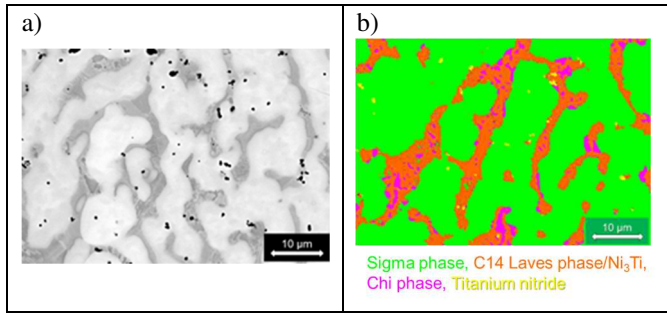 a)
10 µm
b)
10 µm
Sigma phase, C14 Laves phase/Ni₃Ti,
Chi phase, Titanium nitride